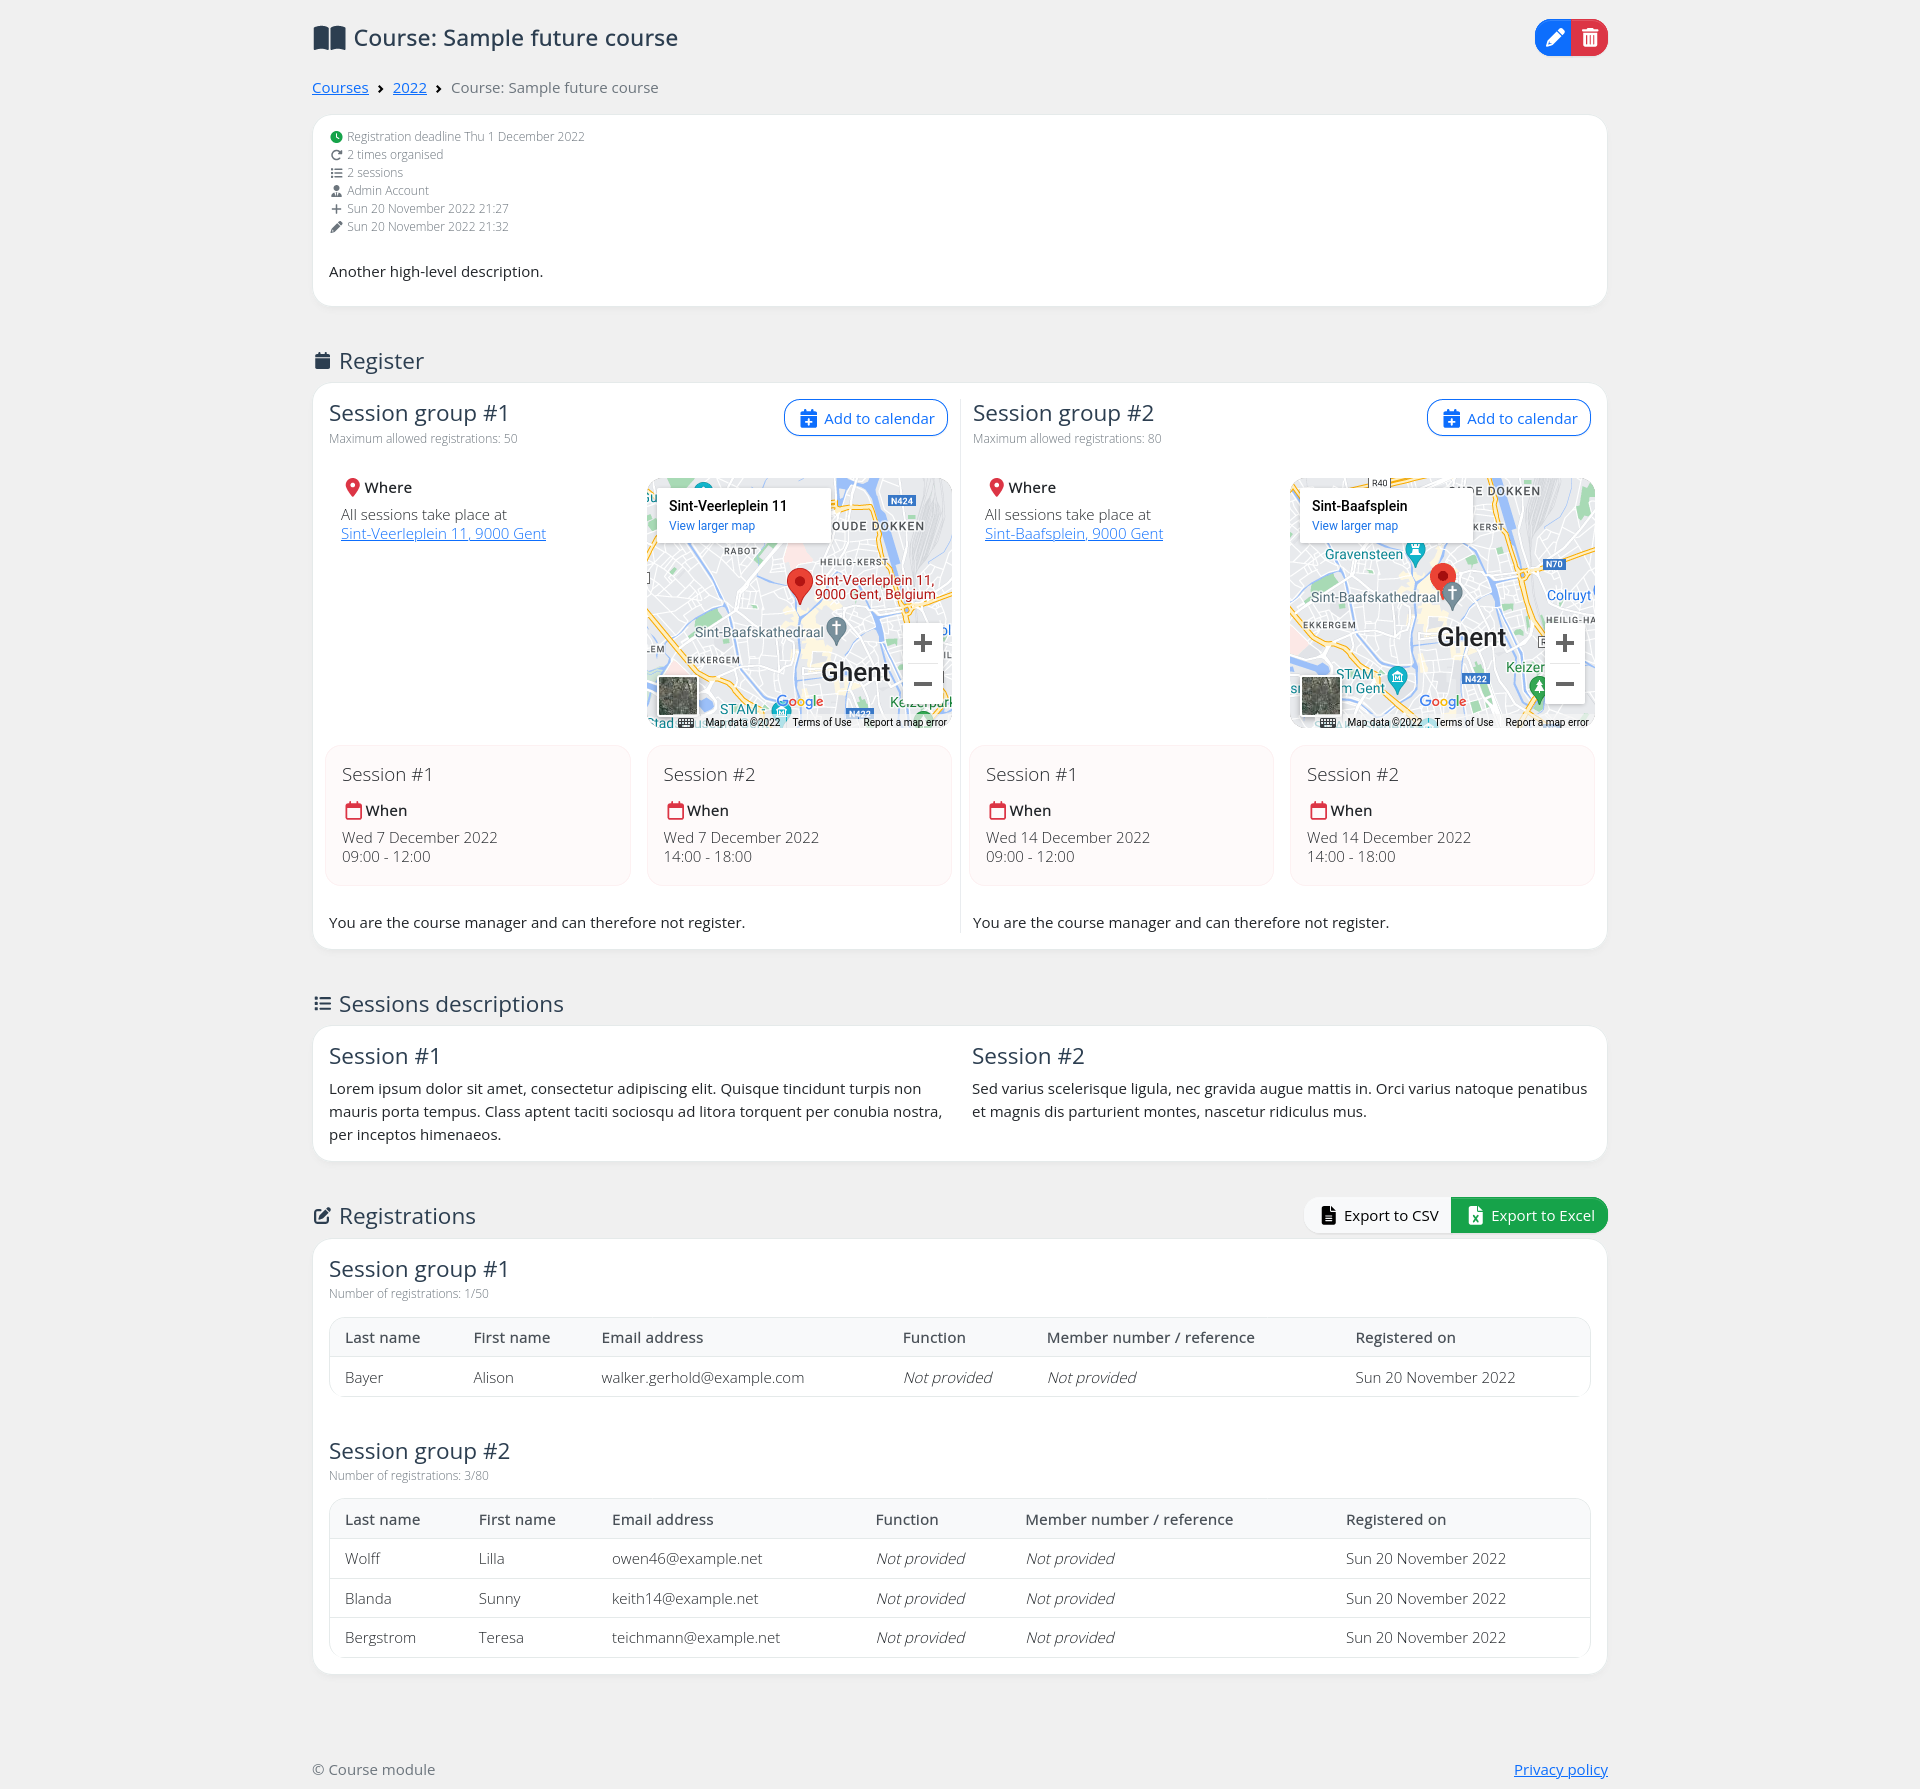 Course: Sample future course
Courses
2022
Course: Sample future course
Registration deadline Thu 1 December 2022
2 times organised
2 sessions
Admin Account
Sun 20 November 2022 21:27
Sun 20 November 2022 21:32
Another high-level description.
Register
Session group #1
Add to calendar
Maximum allowed registrations: 50
Where
All sessions take place at
Sint-Veerleplein 11, 9000 Gent
Sint-Veerleplein 11
View larger map
N424
OUDE DOKKEN
RABOT
HEILIG-KERST
Sint-Veerleplein 11,
9000 Gent, Belgium
Sint-Baafskathedraal
EKKERGEM
Ghent
Google
STAM -
Map data ©2022
Terms of Use
Report a map error
Session #1
When
Wed 7 December 2022
09:00 - 12:00
Session #2
When
Wed 7 December 2022
14:00 - 18:00
You are the course manager and can therefore not register.
Session group #2
Add to calendar
Maximum allowed registrations: 80
Where
All sessions take place at
Sint-Baafsplein, 9000 Gent
R40
DE DOKKEN
Sint-Baafsplein
View larger map
KERST
Gravensteen
N70
Sint-Baafskathedraal
Colruyt
EKKERGEM
HEILIG-HA
Ghent
Keizer
STAM -
m Gent
N422
Google
Map data ©2022
Terms of Use
Report a map error
Session #1
When
Wed 14 December 2022
09:00 - 12:00
Session #2
When
Wed 14 December 2022
14:00 - 18:00
You are the course manager and can therefore not register.
Sessions descriptions
Session #1
Lorem ipsum dolor sit amet, consectetur adipiscing elit. Quisque tincidunt turpis non
mauris porta tempus. Class aptent taciti sociosqu ad litora torquent per conubia nostra,
per inceptos himenaeos.
Session #2
Sed varius scelerisque ligula, nec gravida augue mattis in. Orci varius natoque penatibus
et magnis dis parturient montes, nascetur ridiculus mus.
Registrations
Export to CSV
Export to Excel
Session group #1
Number of registrations: 1/50
Last name First name Email address Function Member number / reference Registered on
Bayer Alison walker.gerhold@example.com Not provided Not provided Sun 20 November 2022
Session group #2
Number of registrations: 3/80
Last name First name Email address Function Member number / reference Registered on
Wolff Lilla owen46@example.net Not provided Not provided Sun 20 November 2022
Blanda Sunny keith14@example.net Not provided Not provided Sun 20 November 2022
Bergstrom Teresa teichmann@example.net Not provided Not provided Sun 20 November 2022
© Course module
Privacy policy